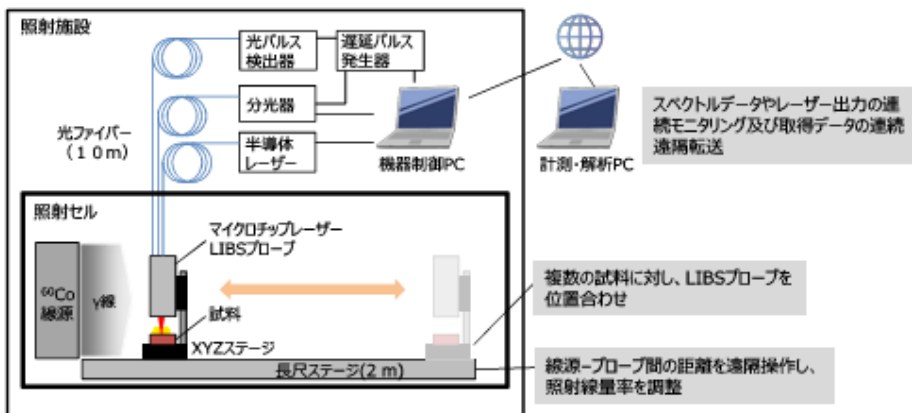 照射施設
光パルス
検出器
遅延パルス
発生器
分光器
半導体
レーザー
光ファイバー
(10m)
機器制御PC
計測・解析PC
スペクトルデータやレーザー出力の連
続モニタリング及び取得データの連続
遠隔転送
照射セル
マイクロチップレーザー
LIBSプローブ
⁶⁰Co
線源
γ線
試料
XYZステージ
長尺ステージ(2 m)
複数の試料に対し、LIBSプローブを
位置合わせ
線源−プローブ間の距離を遠隔操作し、
照射線量率を調整